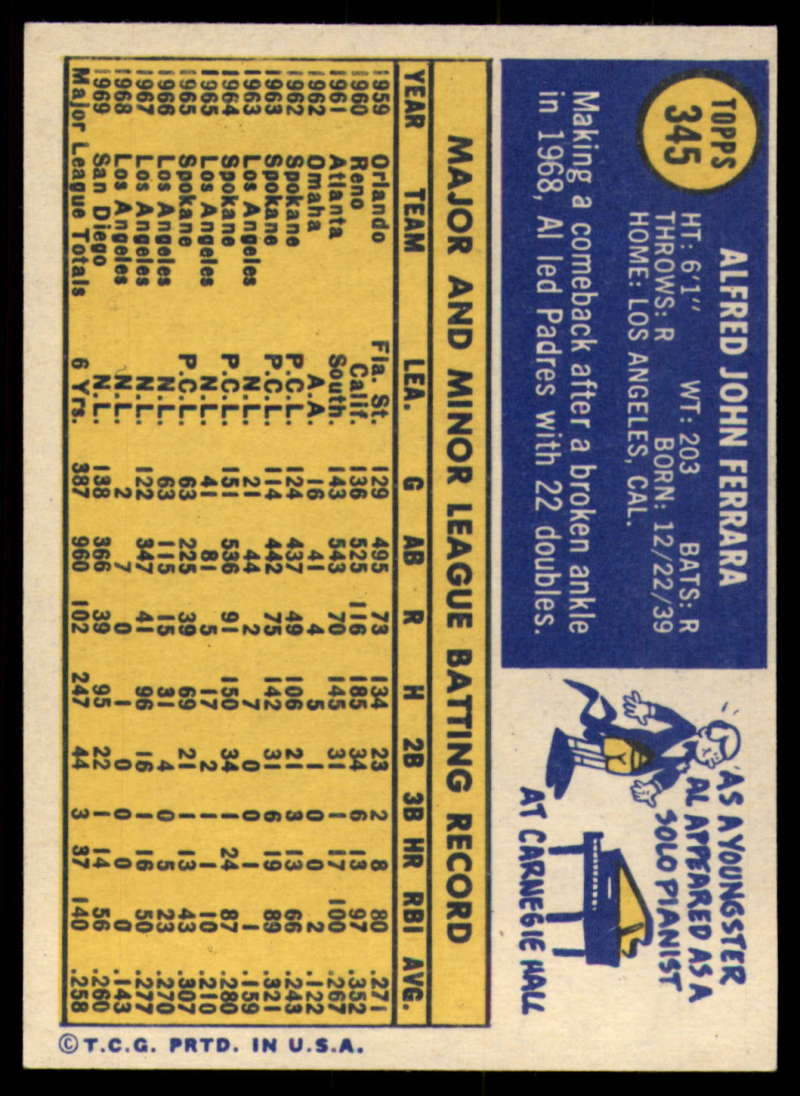 TOPPS
345
ALFRED JOHN FERRARA
HT: 6'1" WT: 203 BATS: R
THROWS: R BORN: 12/22/39
HOME: LOS ANGELES, CAL.
Making a comeback after a broken ankle
in 1968, Al led Padres with 22 doubles.
AS A YOUNGSTER
AL APPEARED AS A
SOLO PIANIST
AT CARNEGIE HALL
MAJOR AND MINOR LEAGUE BATTING RECORD
YEAR TEAM LEA. G AB R H 2B 3B HR RBI AVG.
1959 Orlando Fla. St. 129 495 73 134 23 2 8 80 .271
1960 Reno Calif. 136 525 116 185 34 6 13 97 .352
1961 Atlanta South. 143 543 70 145 31 1 17 100 .267
1962 Omaha A.A. 16 41 4 5 1 0 0 2 .122
1962 Spokane P.C.L. 124 437 49 106 21 3 13 66 .243
1963 Spokane P.C.L. 114 442 75 142 31 6 19 89 .321
1963 Los Angeles N.L. 21 44 2 7 0 0 1 1 .159
1964 Spokane P.C.L. 151 536 91 150 34 1 24 87 .280
1965 Los Angeles N.L. 41 81 5 17 2 1 1 10 .210
1965 Spokane P.C.L. 63 225 39 69 21 1 13 43 .307
1966 Los Angeles N.L. 63 115 15 31 4 0 5 23 .270
1967 Los Angeles N.L. 122 347 41 96 16 1 16 50 .277
1968 Los Angeles N.L. 2 7 0 1 0 0 0 0 .143
1969 San Diego N.L. 138 366 39 95 22 1 14 56 .260
Major League Totals 6 Yrs. 387 960 102 247 44 3 37 140 .258
© T.C.G. PRTD. IN U.S.A.